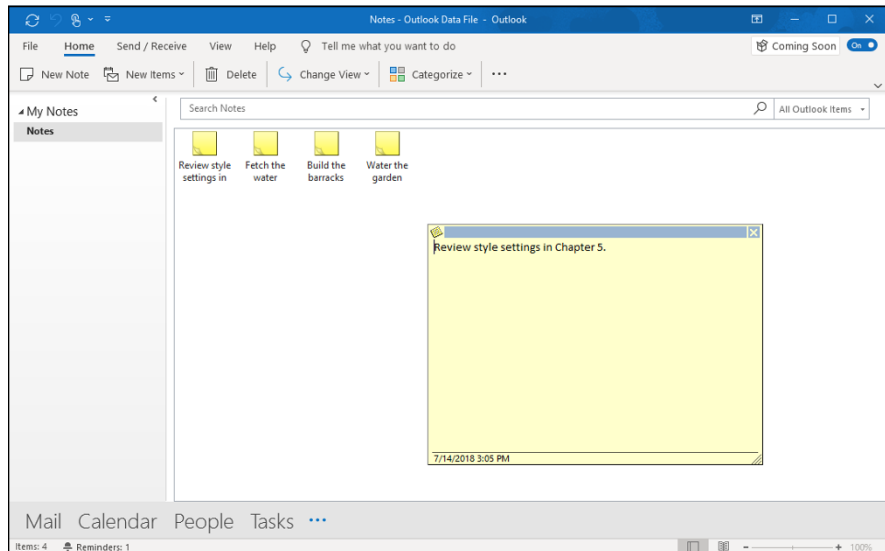 Notes - Outlook Data File - Outlook
File Home Send / Receive View Help Tell me what you want to do Coming Soon On
New Note New Items Delete Change View Categorize ...
My Notes
Search Notes All Outlook Items
Notes
Review style Fetch the Build the Water the
settings in water barracks garden
Review style settings in Chapter 5.
7/14/2018 3:05 PM
Mail Calendar People Tasks ...
Items: 4 Reminders: 1 100%